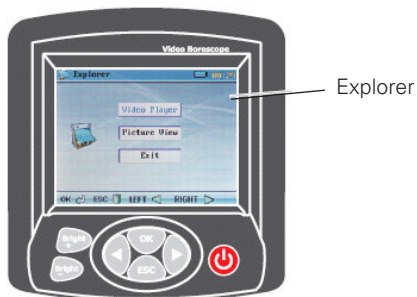 Video Borescope
Explorer
Explorer
Video Player
Picture View
Exit
OK ESC LEFT RIGHT
Bright
+
OK
Bright
−
ESC